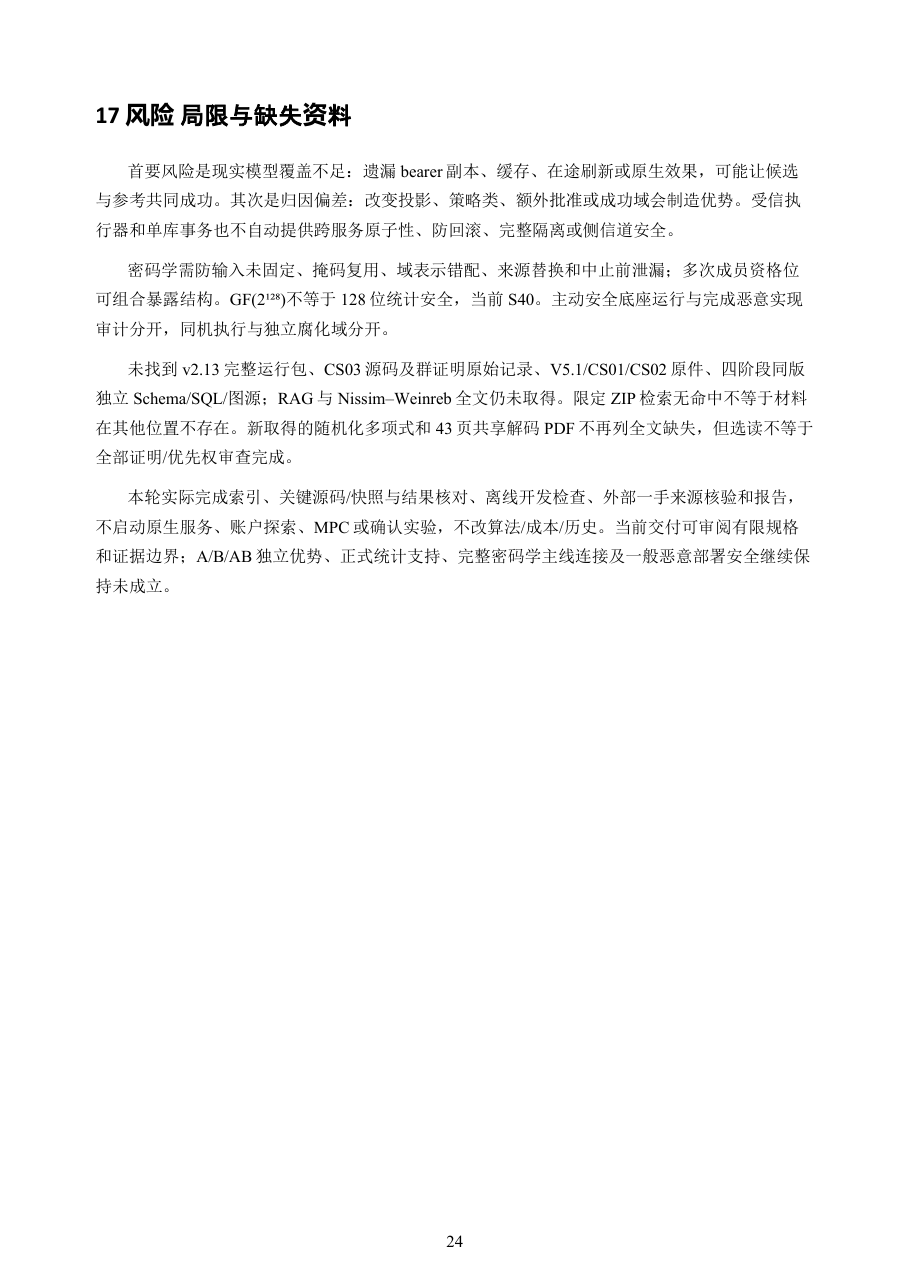 17 风险 局限与缺失资料
首要风险是现实模型覆盖不足：遗漏 bearer 副本、缓存、在途刷新或原生效果，可能让候选
与参考共同成功。其次是归因偏差：改变投影、策略类、额外批准或成功域会制造优势。受信执
行器和单库事务也不自动提供跨服务原子性、防回滚、完整隔离或侧信道安全。
密码学需防输入未固定、掩码复用、域表示错配、来源替换和中止前泄漏；多次成员资格位
可组合暴露结构。GF(2¹²⁸)不等于 128 位统计安全，当前 S40。主动安全底座运行与完成恶意实现
审计分开，同机执行与独立腐化域分开。
未找到 v2.13 完整运行包、CS03 源码及群证明原始记录、V5.1/CS01/CS02 原件、四阶段同版
独立 Schema/SQL/图源；RAG 与 Nissim–Weinreb 全文仍未取得。限定 ZIP 检索无命中不等于材料
在其他位置不存在。新取得的随机化多项式和 43 页共享解码 PDF 不再列全文缺失，但选读不等于
全部证明/优先权审查完成。
本轮实际完成索引、关键源码/快照与结果核对、离线开发检查、外部一手来源核验和报告，
不启动原生服务、账户探索、MPC 或确认实验，不改算法/成本/历史。当前交付可审阅有限规格
和证据边界；A/B/AB 独立优势、正式统计支持、完整密码学主线连接及一般恶意部署安全继续保
持未成立。
24